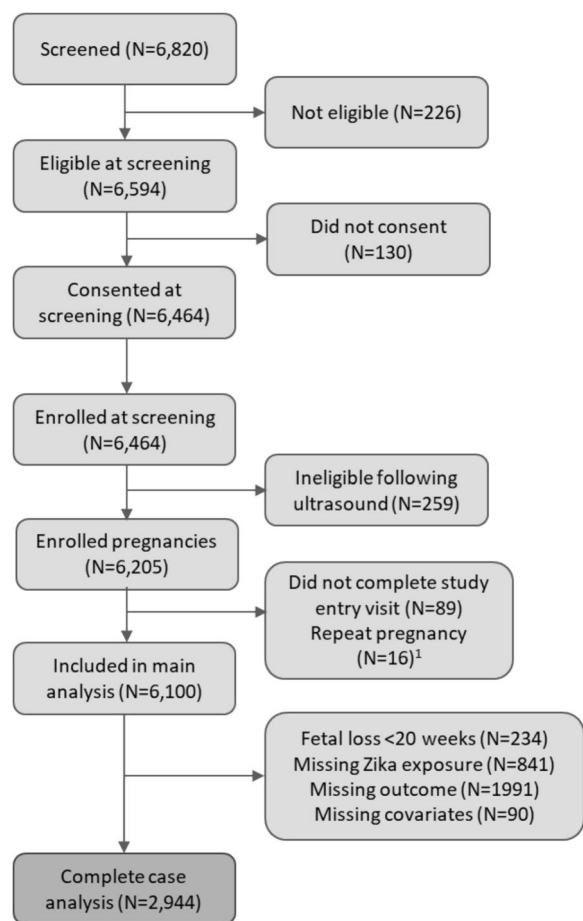 Screened (N=6,820)
Not eligible (N=226)
Eligible at screening
(N=6,594)
Did not consent
(N=130)
Consented at
screening (N=6,464)
Enrolled at screening
(N=6,464)
Ineligible following
ultrasound (N=259)
Enrolled pregnancies
(N=6,205)
Did not complete study
entry visit (N=89)
Repeat pregnancy
(N=16)¹
Included in main
analysis (N=6,100)
Fetal loss <20 weeks (N=234)
Missing Zika exposure (N=841)
Missing outcome (N=1991)
Missing covariates (N=90)
Complete case
analysis (N=2,944)